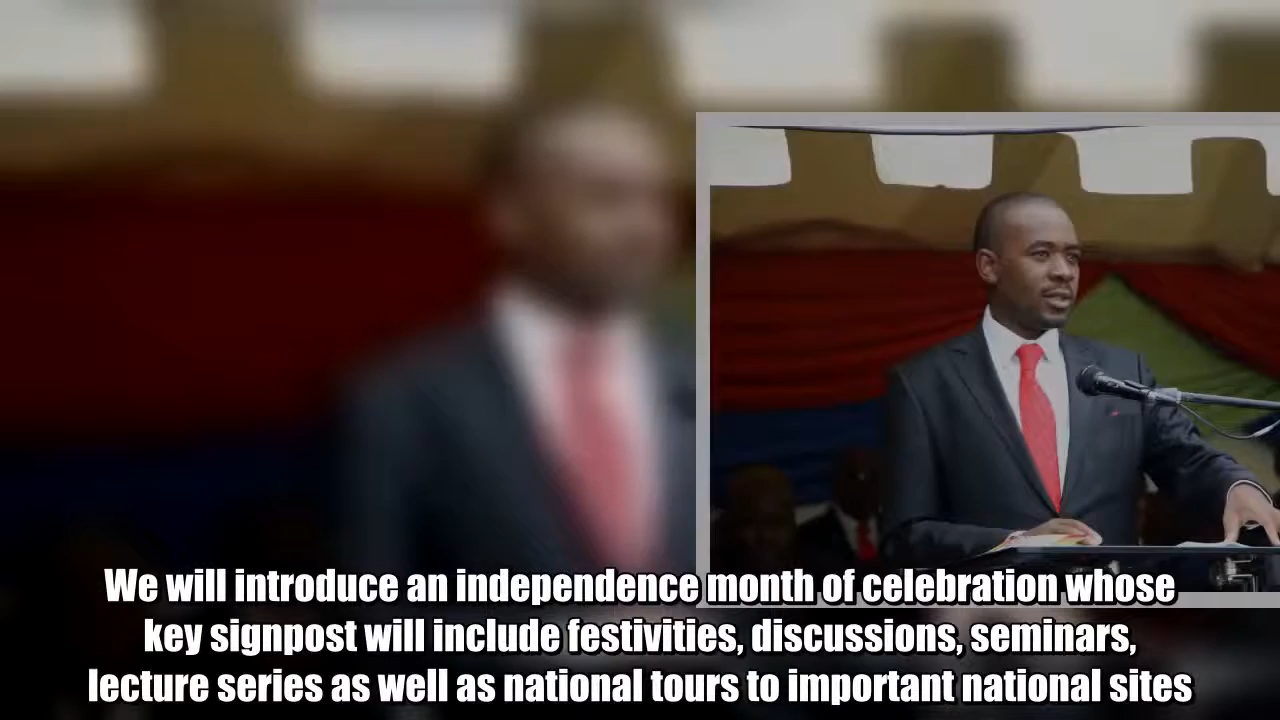 We will introduce an independence month of celebration whose
key signpost will include festivities, discussions, seminars,
lecture series as well as national tours to important national sites